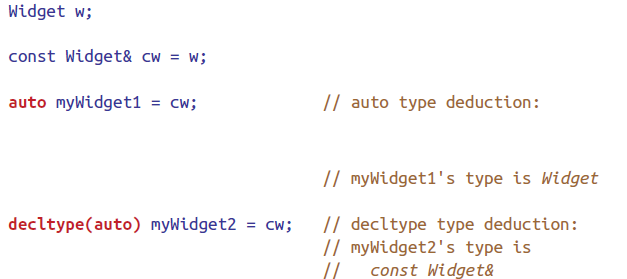 Widget w;
const Widget& cw = w;
auto myWidget1 = cw; // auto type deduction:
// myWidget1's type is Widget
decltype(auto) myWidget2 = cw; // decltype type deduction:
// myWidget2's type is
// const Widget&